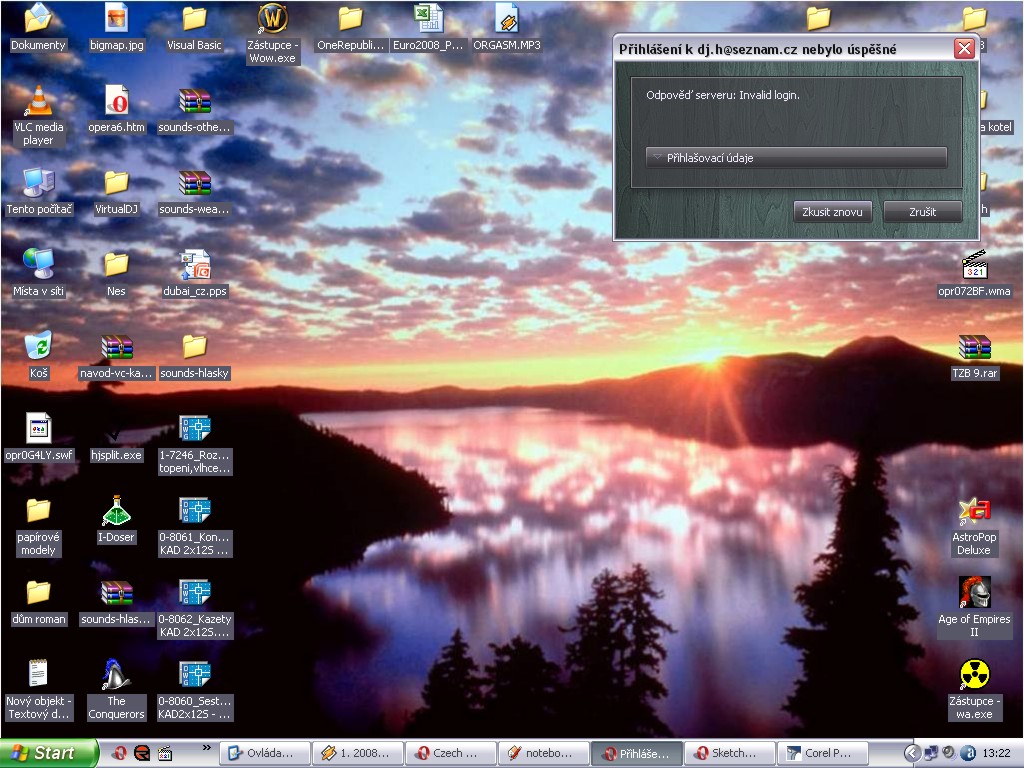 Dokumenty
bigmap.jpg
Visual Basic
Zástupce -
Wow.exe
OneRepubli...
Euro2008_P...
ORGASM.MP3
Přihlášení k dj.h@seznam.cz nebylo úspěšné
Odpověď serveru: Invalid login.
Přihlašovací údaje
Zkusit znovu
Zrušit
VLC media
player
opera6.htm
sounds-othe...
a kotel
Tento počítač
VirtualDJ
sounds-wea...
Místa v síti
Nes
dubai_cz.pps
321
opr072BF.wma
Koš
navod-vc-ka...
sounds-hlasky
TZB 9.rar
opr0G4LY.swf
hjsplit.exe
DWG
1-7246_Roz...
topeni,vlhce...
papírové
modely
I-Doser
DWG
0-8061_Kon...
KAD 2x12S ...
AstroPop
Deluxe
dům roman
sounds-hlas...
DWG
0-8062_Kazety
KAD 2x12S....
Age of Empires
II
Nový objekt -
Textový d...
The
Conquerors
DWG
0-8060_Sest...
KAD2x12S - ...
Zástupce -
wa.exe
Start
Ovláda...
1. 2008...
Czech ...
notebo...
Přihláše...
Sketch...
Corel P...
13:22